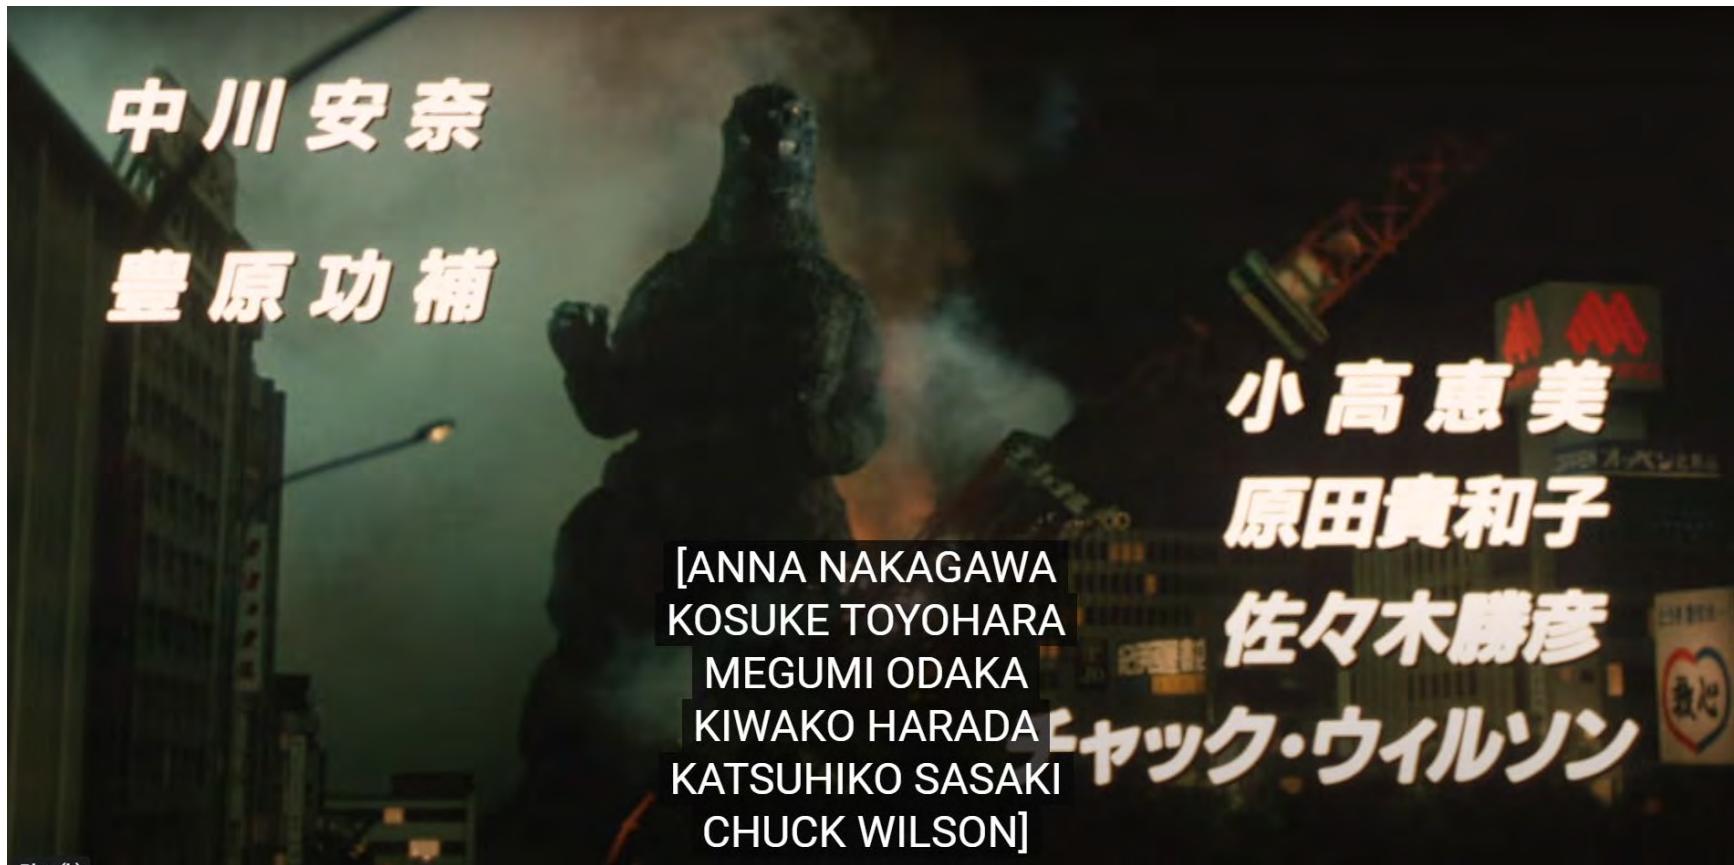 中川安奈
豊原功補
小高恵美
原田貴和子
佐々木勝彦
チャック・ウィルソン
[ANNA NAKAGAWA
KOSUKE TOYOHARA
MEGUMI ODAKA
KIWAKO HARADA
KATSUHIKO SASAKI
CHUCK WILSON]
救心